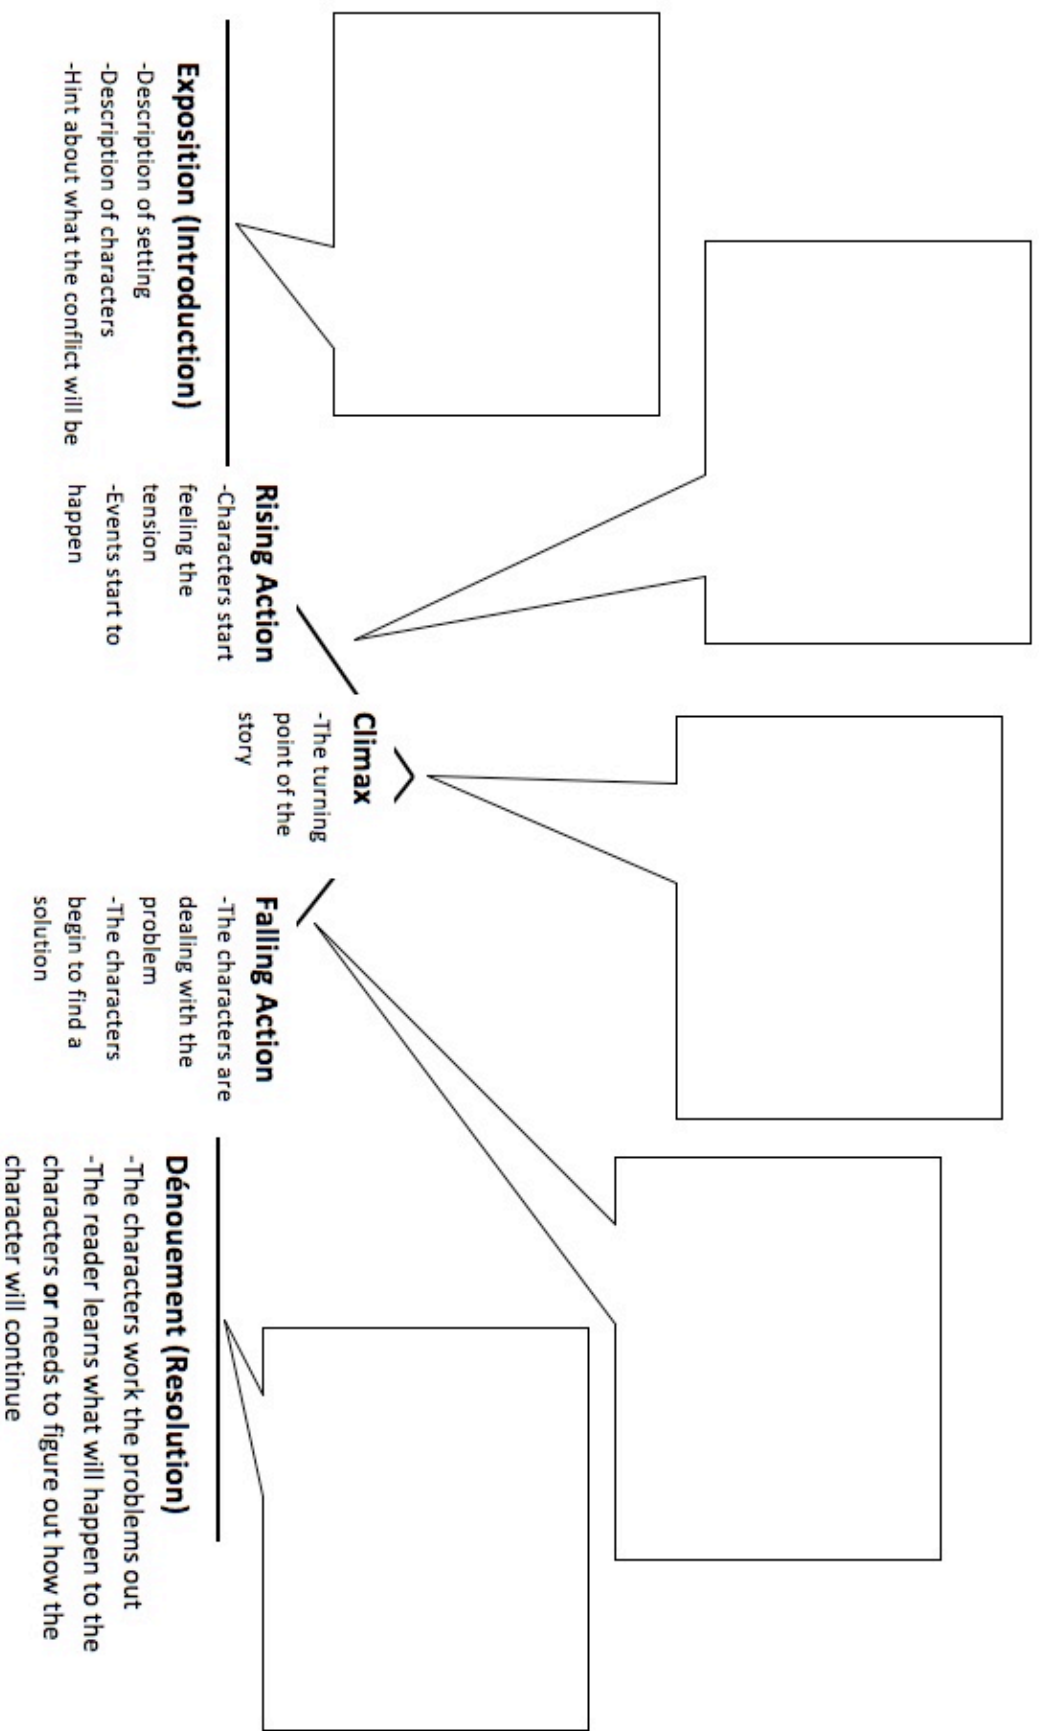 Exposition (Introduction)
-Description of setting
-Description of characters
-Hint about what the conflict will be
Rising Action
-Characters start
feeling the
tension
-Events start to
happen
Climax
-The turning
point of the
story
Falling Action
-The characters are
dealing with the
problem
-The characters
begin to find a
solution
Dénouement (Resolution)
-The characters work the problems out
-The reader learns what will happen to the
characters or needs to figure out how the
character will continue